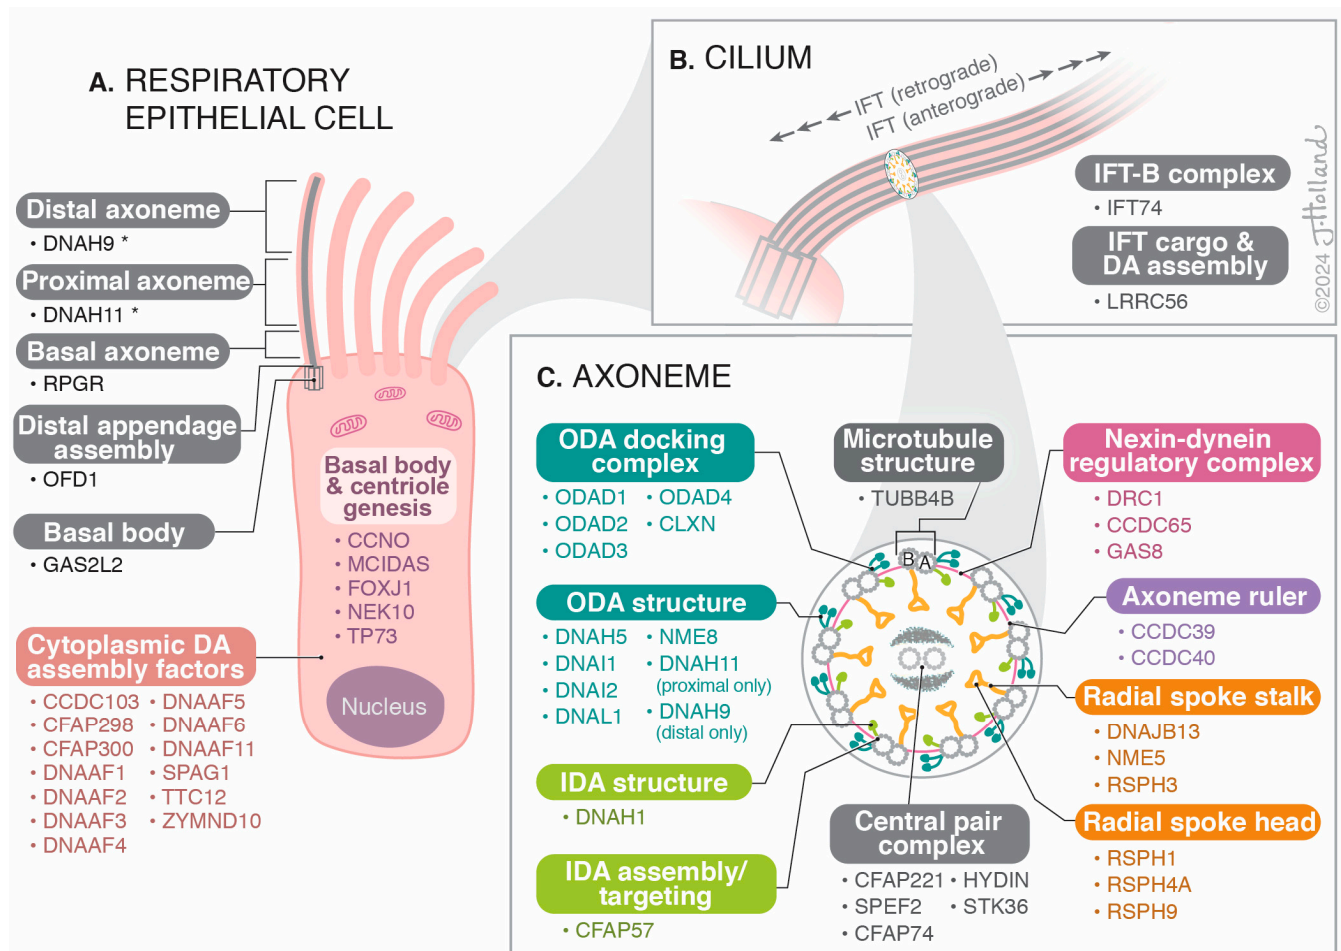 A. RESPIRATORY
EPITHELIAL CELL
Distal axoneme
• DNAH9 *
Proximal axoneme
• DNAH11 *
Basal axoneme
• RPGR
Distal appendage
assembly
• OFD1
Basal body
• GAS2L2
Cytoplasmic DA
assembly factors
• CCDC103 • DNAAF5
• CFAP298 • DNAAF6
• CFAP300 • DNAAF11
• DNAAF1 • SPAG1
• DNAAF2 • TTC12
• DNAAF3 • ZYMND10
• DNAAF4
Basal body
& centriole
genesis
• CCNO
• MCIDAS
• FOXJ1
• NEK10
• TP73
Nucleus
B. CILIUM
IFT (retrograde)
IFT (anterograde)
IFT-B complex
• IFT74
IFT cargo &
DA assembly
• LRRC56
©2024 J.Holland
C. AXONEME
ODA docking
complex
• ODAD1 • ODAD4
• ODAD2 • CLXN
• ODAD3
ODA structure
• DNAH5 • NME8
• DNAI1 • DNAH11
(proximal only)
• DNAI2 • DNAH9
• DNAL1 (distal only)
IDA structure
• DNAH1
IDA assembly/
targeting
• CFAP57
Microtubule
structure
• TUBB4B
B A
Central pair
complex
• CFAP221 • HYDIN
• SPEF2 • STK36
• CFAP74
Nexin-dynein
regulatory complex
• DRC1
• CCDC65
• GAS8
Axoneme ruler
• CCDC39
• CCDC40
Radial spoke stalk
• DNAJB13
• NME5
• RSPH3
Radial spoke head
• RSPH1
• RSPH4A
• RSPH9